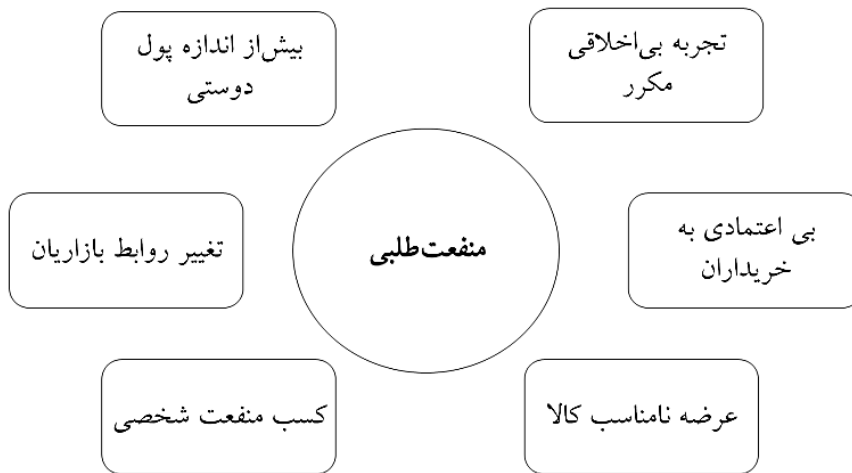 تجربه بی‌اخلاقی
مکرر
بیش‌از اندازه پول
دوستی
بی اعتمادی به
خریداران
منفعت‌طلبی
تغییر روابط بازاریان
عرضه نامناسب کالا
کسب منفعت شخصی